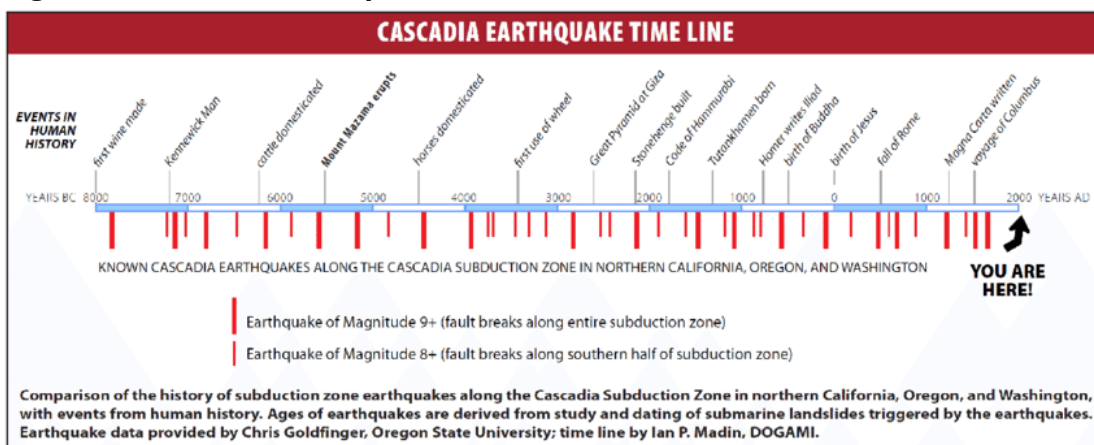 CASCADIA EARTHQUAKE TIME LINE
EVENTS IN
HUMAN
HISTORY
first wine made
Kennewick Man
cattle domesticated
Mount Mazama erupts
horses domesticated
first use of wheel
Great Pyramid at Giza
Stonehenge built
Code of Hammurabi
Tutankhamen born
Homer writes Iliad
birth of Buddha
birth of Jesus
fall of Rome
Magna Carta written
voyage of Columbus
YEARS BC 8000 7000 6000 5000 4000 3000 2000 1000 0 1000 2000 YEARS AD
KNOWN CASCADIA EARTHQUAKES ALONG THE CASCADIA SUBDUCTION ZONE IN NORTHERN CALIFORNIA, OREGON, AND WASHINGTON
YOU ARE
HERE!
Earthquake of Magnitude 9+ (fault breaks along entire subduction zone)
Earthquake of Magnitude 8+ (fault breaks along southern half of subduction zone)
Comparison of the history of subduction zone earthquakes along the Cascadia Subduction Zone in northern California, Oregon, and Washington,
with events from human history. Ages of earthquakes are derived from study and dating of submarine landslides triggered by the earthquakes.
Earthquake data provided by Chris Goldfinger, Oregon State University; time line by Ian P. Madin, DOGAMI.